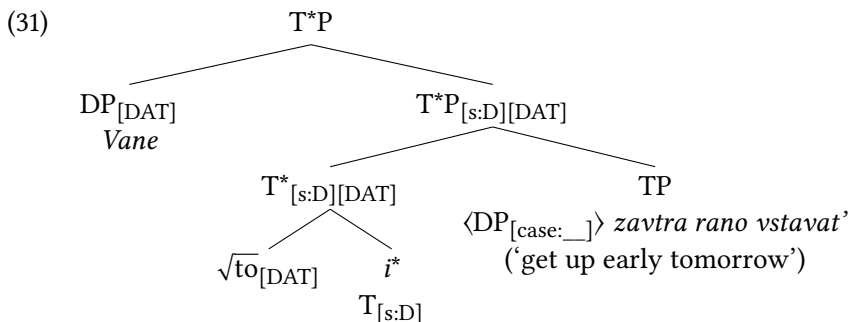 (31) T*P
DP[DAT] T*P[s:D][DAT]
Vane
T*[s:D][DAT] TP
⟨DP[case:__]⟩ zavtra rano vstavat’
√to[DAT] i* (‘get up early tomorrow’)
T[s:D]